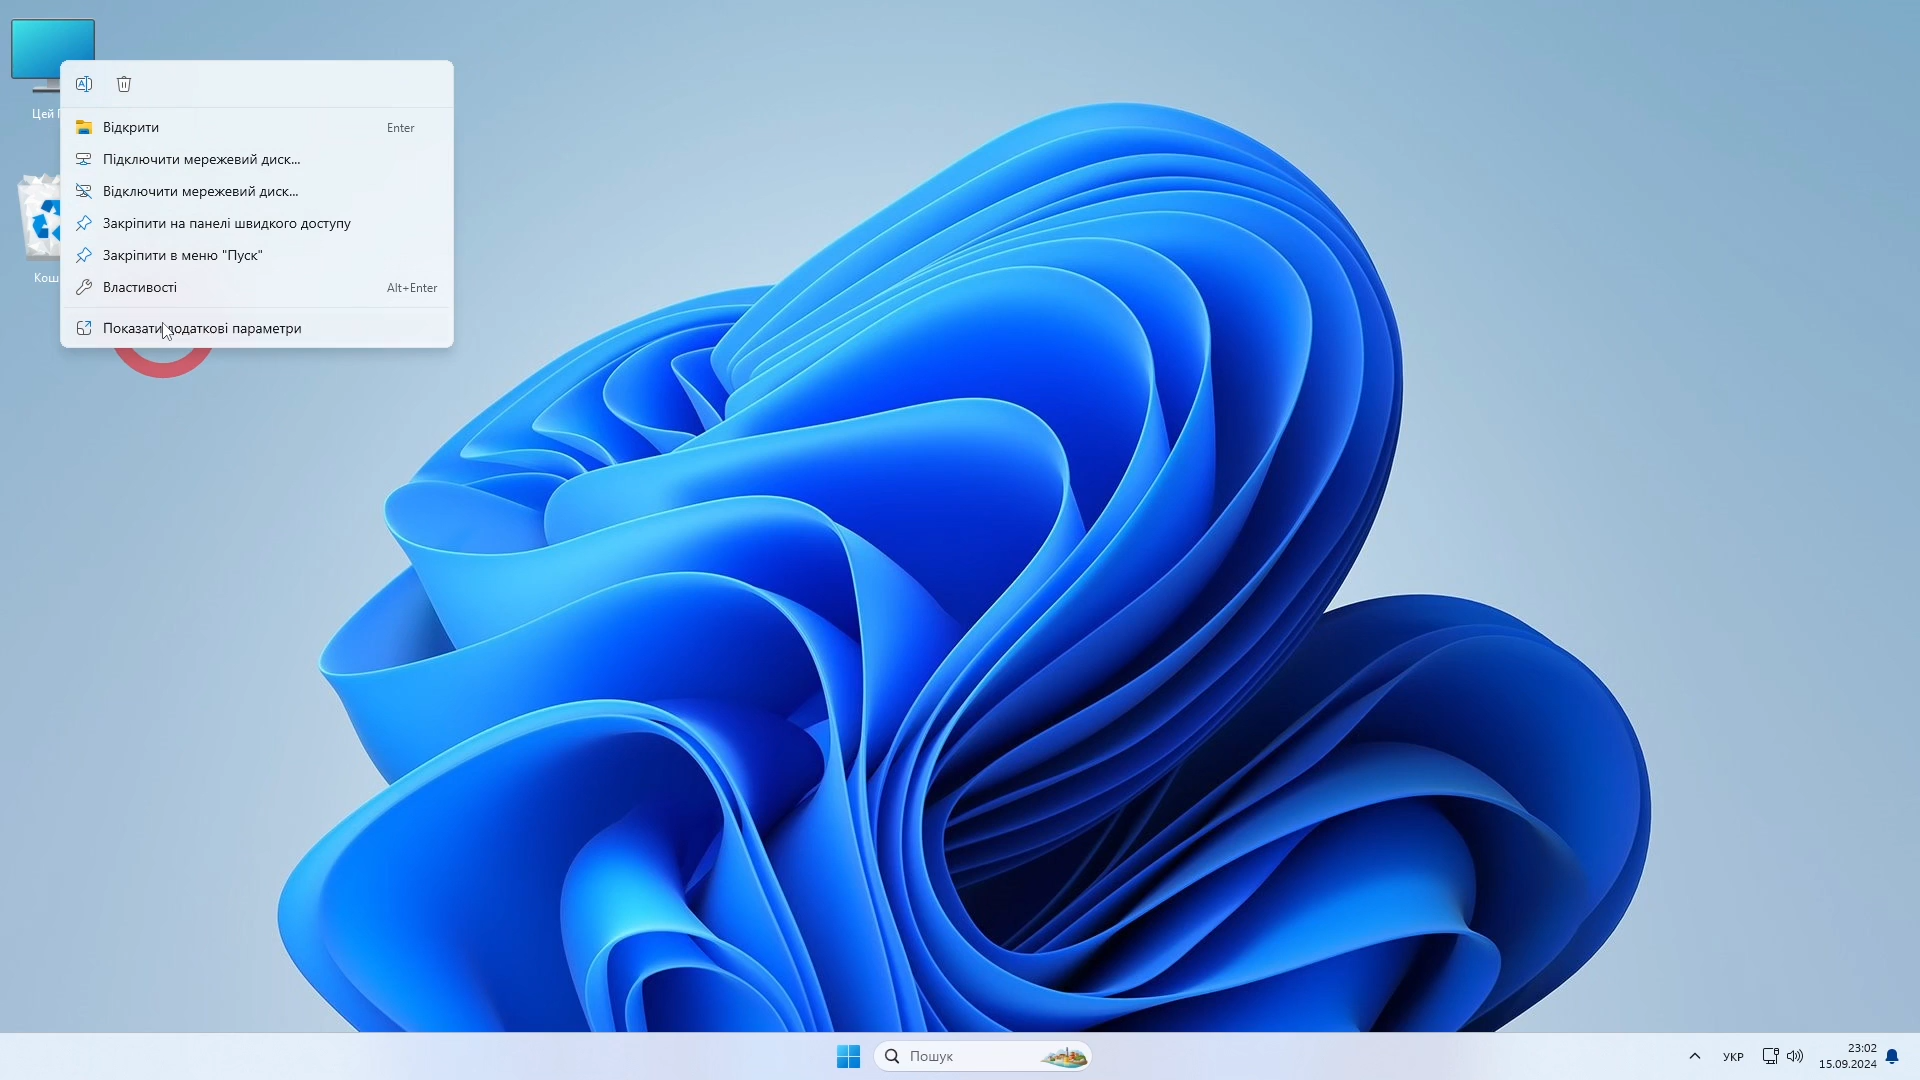 Цей
Відкрити Enter
Підключити мережевий диск...
Відключити мережевий диск...
Закріпити на панелі швидкого доступу
Закріпити в меню "Пуск"
Кош
Властивості Alt+Enter
Показати додаткові параметри
Пошук
УКР
23:02
15.09.2024